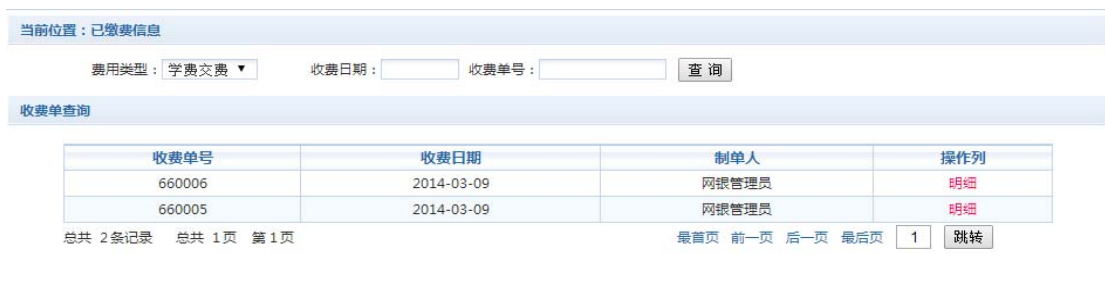 当前位置：已缴费信息
费用类型： 学费交费 ▼ 收费日期： 收费单号： 查 询
收费单查询
收费单号 收费日期 制单人 操作列
660006 2014-03-09 网银管理员 明细
660005 2014-03-09 网银管理员 明细
总共 2条记录 总共 1页 第1页 最首页 前一页 后一页 最后页 1 跳转